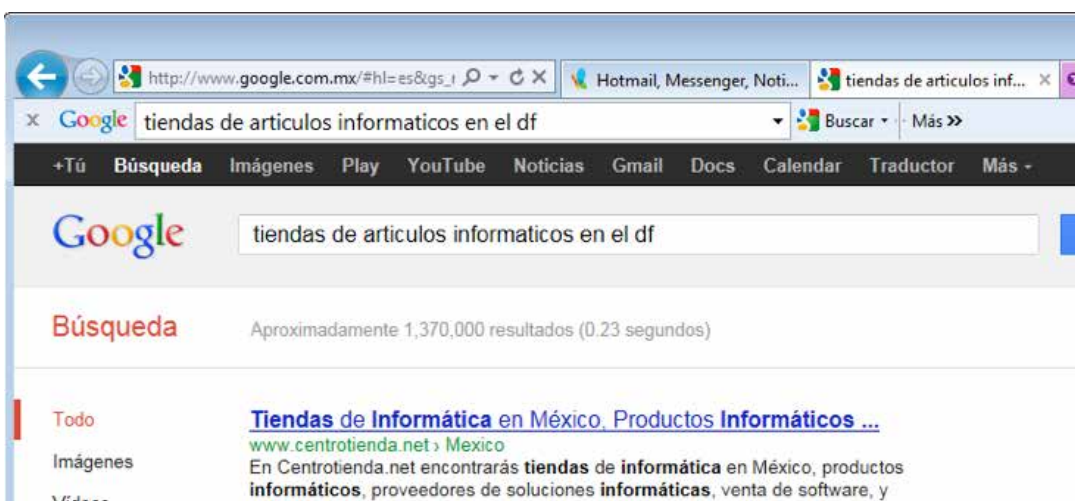 http://www.google.com.mx/#hl=es&gs_ Hotmail, Messenger, Noti... tiendas de articulos inf...
Google tiendas de articulos informaticos en el df Buscar Más »
+Tú Búsqueda Imágenes Play YouTube Noticias Gmail Docs Calendar Traductor Más
Google tiendas de articulos informaticos en el df
Búsqueda Aproximadamente 1,370,000 resultados (0.23 segundos)
Todo Tiendas de Informática en México, Productos Informáticos ...
www.centrotienda.net › Mexico
Imágenes En Centrotienda.net encontrarás tiendas de informática en México, productos
informáticos, proveedores de soluciones informáticas, venta de software, y